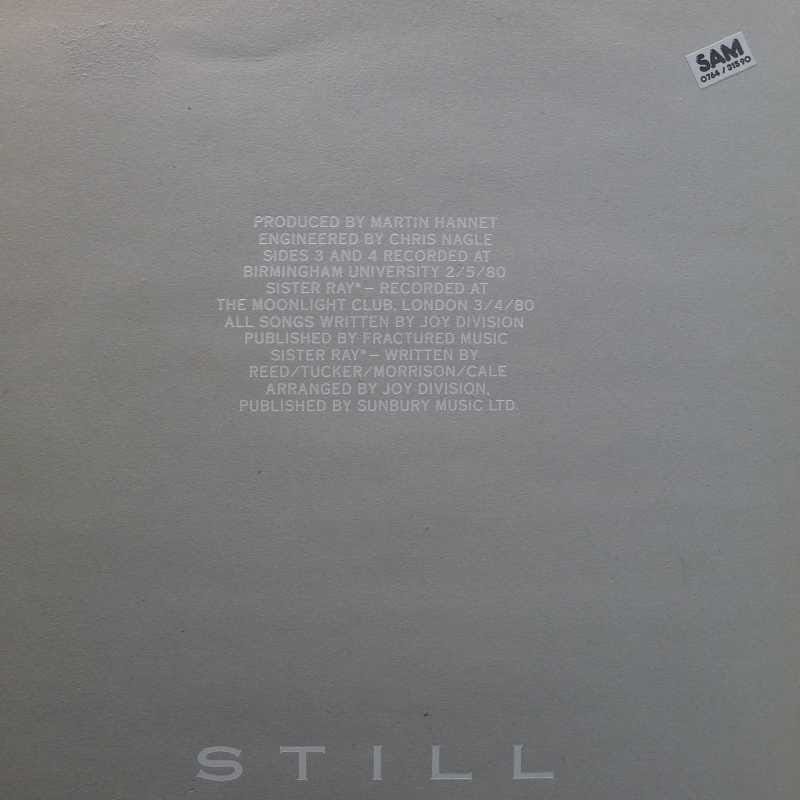 SAM
0764 / 31590
PRODUCED BY MARTIN HANNET
ENGINEERED BY CHRIS NAGLE
SIDES 3 AND 4 RECORDED AT
BIRMINGHAM UNIVERSITY 2/5/80
SISTER RAY* – RECORDED AT
THE MOONLIGHT CLUB, LONDON 3/4/80
ALL SONGS WRITTEN BY JOY DIVISION
PUBLISHED BY FRACTURED MUSIC
SISTER RAY* – WRITTEN BY
REED/TUCKER/MORRISON/CALE
ARRANGED BY JOY DIVISION,
PUBLISHED BY SUNBURY MUSIC LTD.
STILL